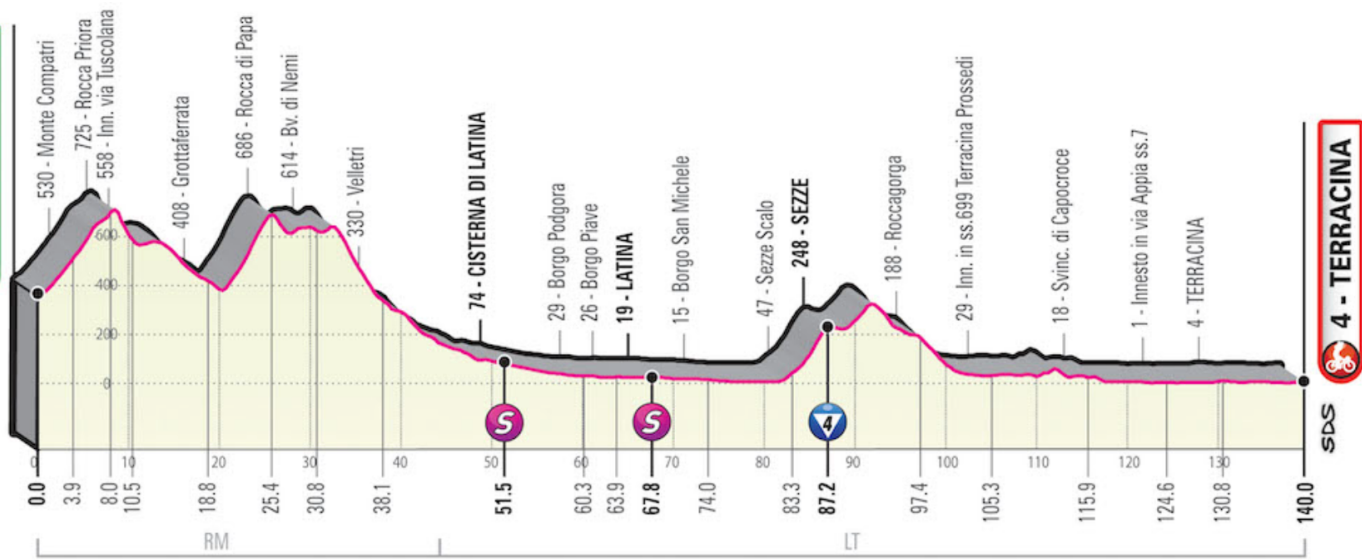 530 - Monte Compatri
725 - Rocca Priora
558 - Inn. via Tuscolana
408 - Grottaferrata
686 - Rocca di Papa
614 - Bv. di Nemi
330 - Velletri
74 - CISTERNA DI LATINA
29 - Borgo Podgora
26 - Borgo Piave
19 - LATINA
15 - Borgo San Michele
47 - Sezze Scalo
248 - SEZZE
188 - Roccagorga
29 - Inn. in ss.699 Terracina Prossedi
18 - Svinc. di Capocroce
1 - Innesto in via Appia ss.7
4 - TERRACINA
4 - TERRACINA
600
400
200
0
S
S
4
SDS
0 10 20 30 40 50 60 70 80 90 100 110 120 130
0.0 3.9 8.0 10.5 18.8 25.4 30.8 38.1 51.5 60.3 63.9 67.8 74.0 83.3 87.2 97.4 105.3 115.9 124.6 130.8 140.0
RM LT